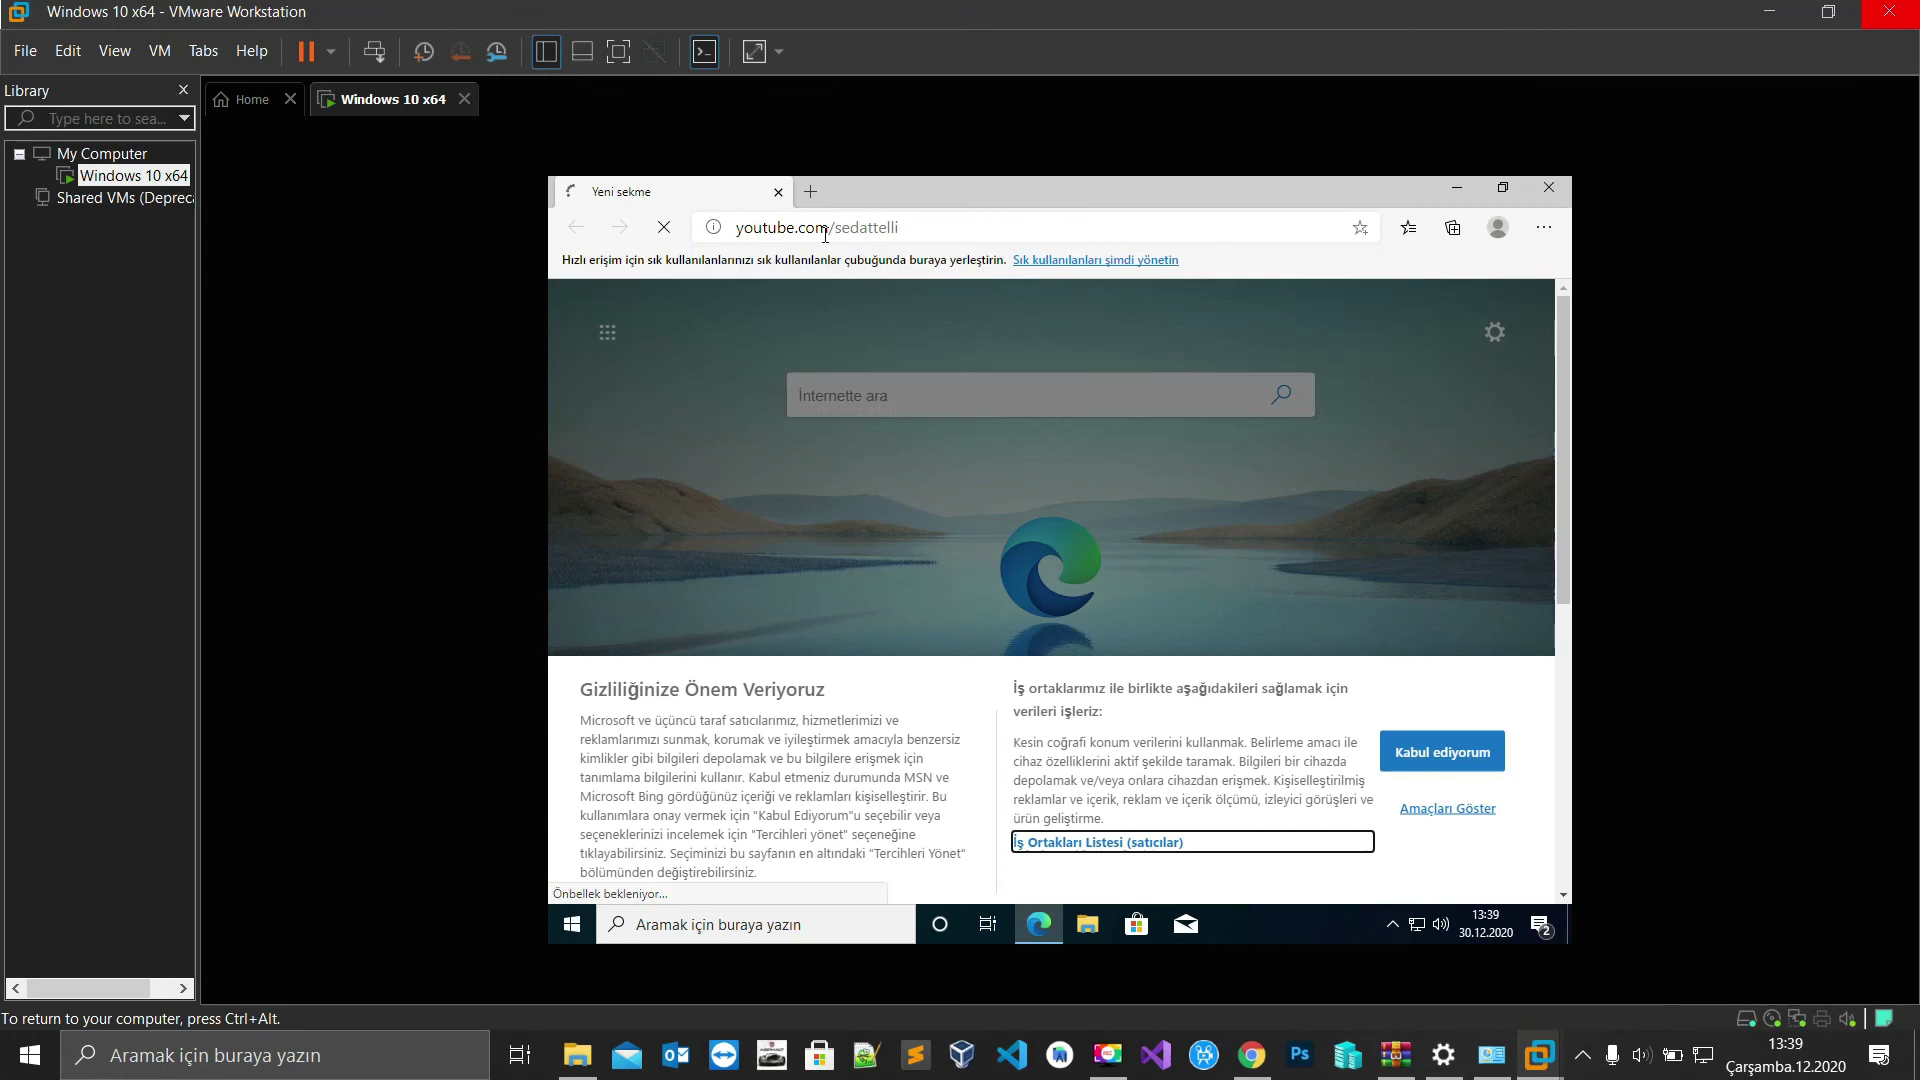 Windows 10 x64 - VMware Workstation
File Edit View VM Tabs Help
Library
Type here to sea...
My Computer
Windows 10 x64
Shared VMs (Depreca
Home
Windows 10 x64
Yeni sekme
youtube.com/sedattelli
Hızlı erişim için sık kullanılanlarınızı sık kullanılanlar çubuğunda buraya yerleştirin. Sık kullanılanları şimdi yönetin
İnternette ara
Gizliliğinize Önem Veriyoruz
Microsoft ve üçüncü taraf satıcılarımız, hizmetlerimizi ve
reklamlarımızı sunmak, korumak ve iyileştirmek amacıyla benzersiz
kimlikler gibi bilgileri depolamak ve bu bilgilere erişmek için
tanımlama bilgilerini kullanır. Kabul etmeniz durumunda MSN ve
Microsoft Bing gördüğünüz içeriği ve reklamları kişiselleştirir. Bu
kullanımlara onay vermek için "Kabul Ediyorum"u seçebilir veya
seçeneklerinizi incelemek için "Tercihleri yönet" seçeneğine
tıklayabilirsiniz. Seçiminizi bu sayfanın en altındaki "Tercihleri Yönet"
bölümünden değiştirebilirsiniz.
İş ortaklarımız ile birlikte aşağıdakileri sağlamak için
verileri işleriz:
Kesin coğrafi konum verilerini kullanmak. Belirleme amacı ile
cihaz özelliklerini aktif şekilde taramak. Bilgileri bir cihazda
depolamak ve/veya onlara cihazdan erişmek. Kişiselleştirilmiş
reklamlar ve içerik, reklam ve içerik ölçümü, izleyici görüşleri ve
ürün geliştirme.
İş Ortakları Listesi (satıcılar)
Kabul ediyorum
Amaçları Göster
Önbellek bekleniyor...
Aramak için buraya yazın
13:39
30.12.2020
2
To return to your computer, press Ctrl+Alt.
Aramak için buraya yazın
Ps
13:39
Çarşamba.12.2020